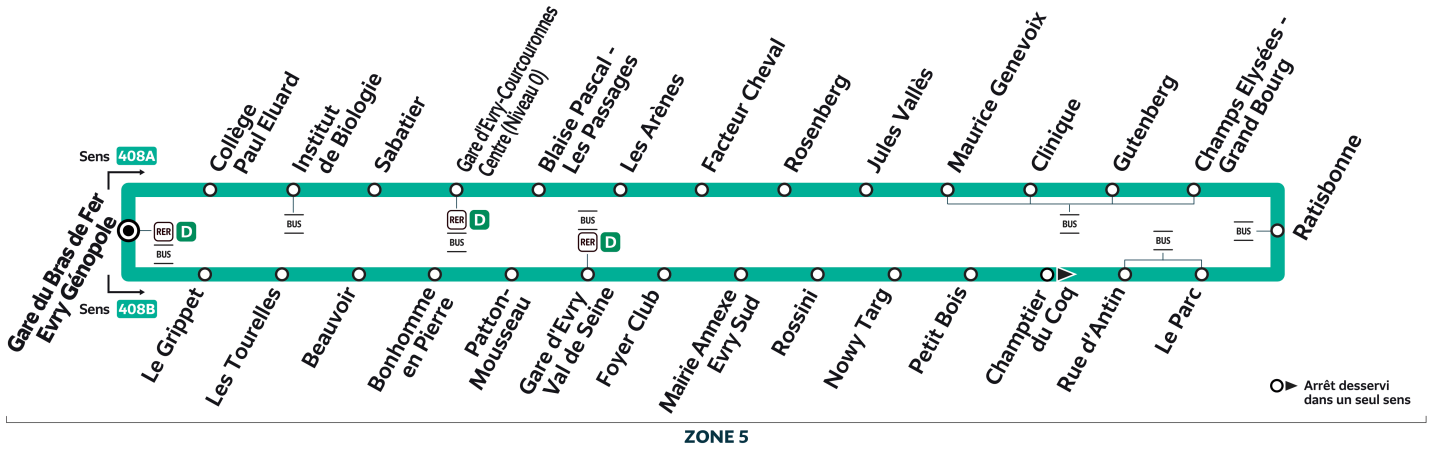 Collège
Paul Eluard
Institut
de Biologie
Sabatier
Gare d'Evry-Courcouronnes
Centre (Niveau 0)
Blaise Pascal -
Les Passages
Les Arènes
Facteur Cheval
Rosenberg
Jules Vallès
Maurice Genevoix
Clinique
Gutenberg
Champs Elysées -
Grand Bourg
Ratisbonne
Sens 408A
Gare du Bras de Fer
Evry Génopole
RER D
BUS
BUS
RER D
BUS
BUS
RER D
BUS
BUS
BUS
Sens 408B
Le Grippet
Les Tourelles
Beauvoir
Bonhomme
en Pierre
Patton-
Mousseau
Gare d'Evry
Val de Seine
Foyer Club
Mairie Annexe
Evry Sud
Rossini
Nowy Targ
Petit Bois
Champtier
du Coq
Rue d'Antin
Le Parc
Arrêt desservi
dans un seul sens
ZONE 5